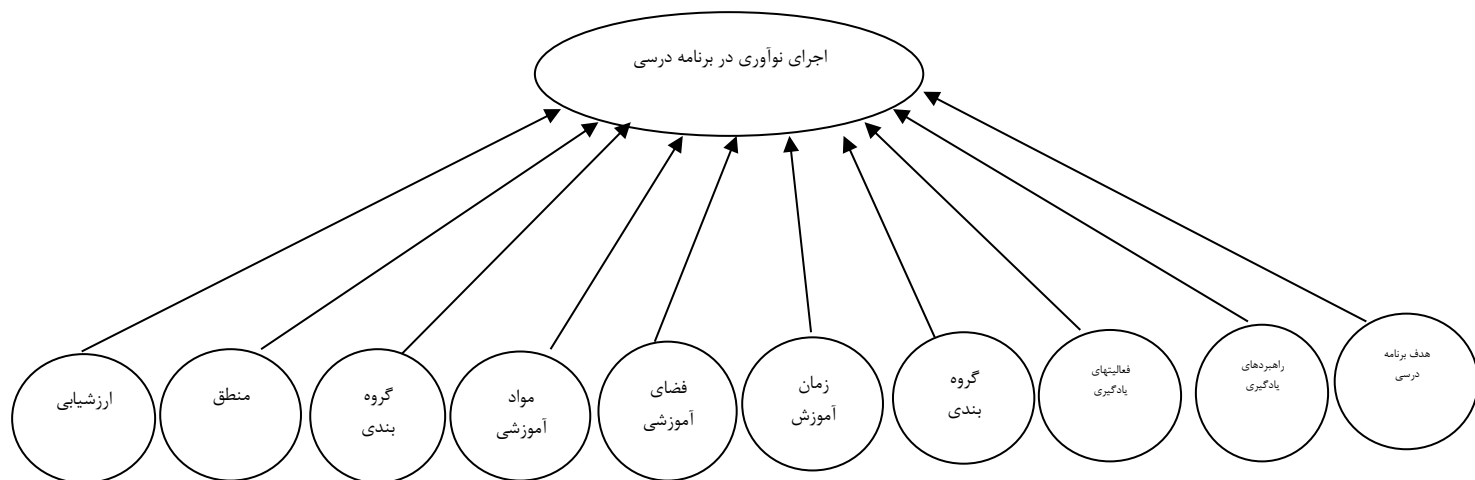 اجرای نوآوری در برنامه درسی
هدف برنامه
درسی
راهبردهای
یادگیری
فعالیتهای
یادگیری
گروه
بندی
زمان
آموزش
فضای
آموزشی
مواد
آموزشی
گروه
بندی
منطق
ارزشیابی